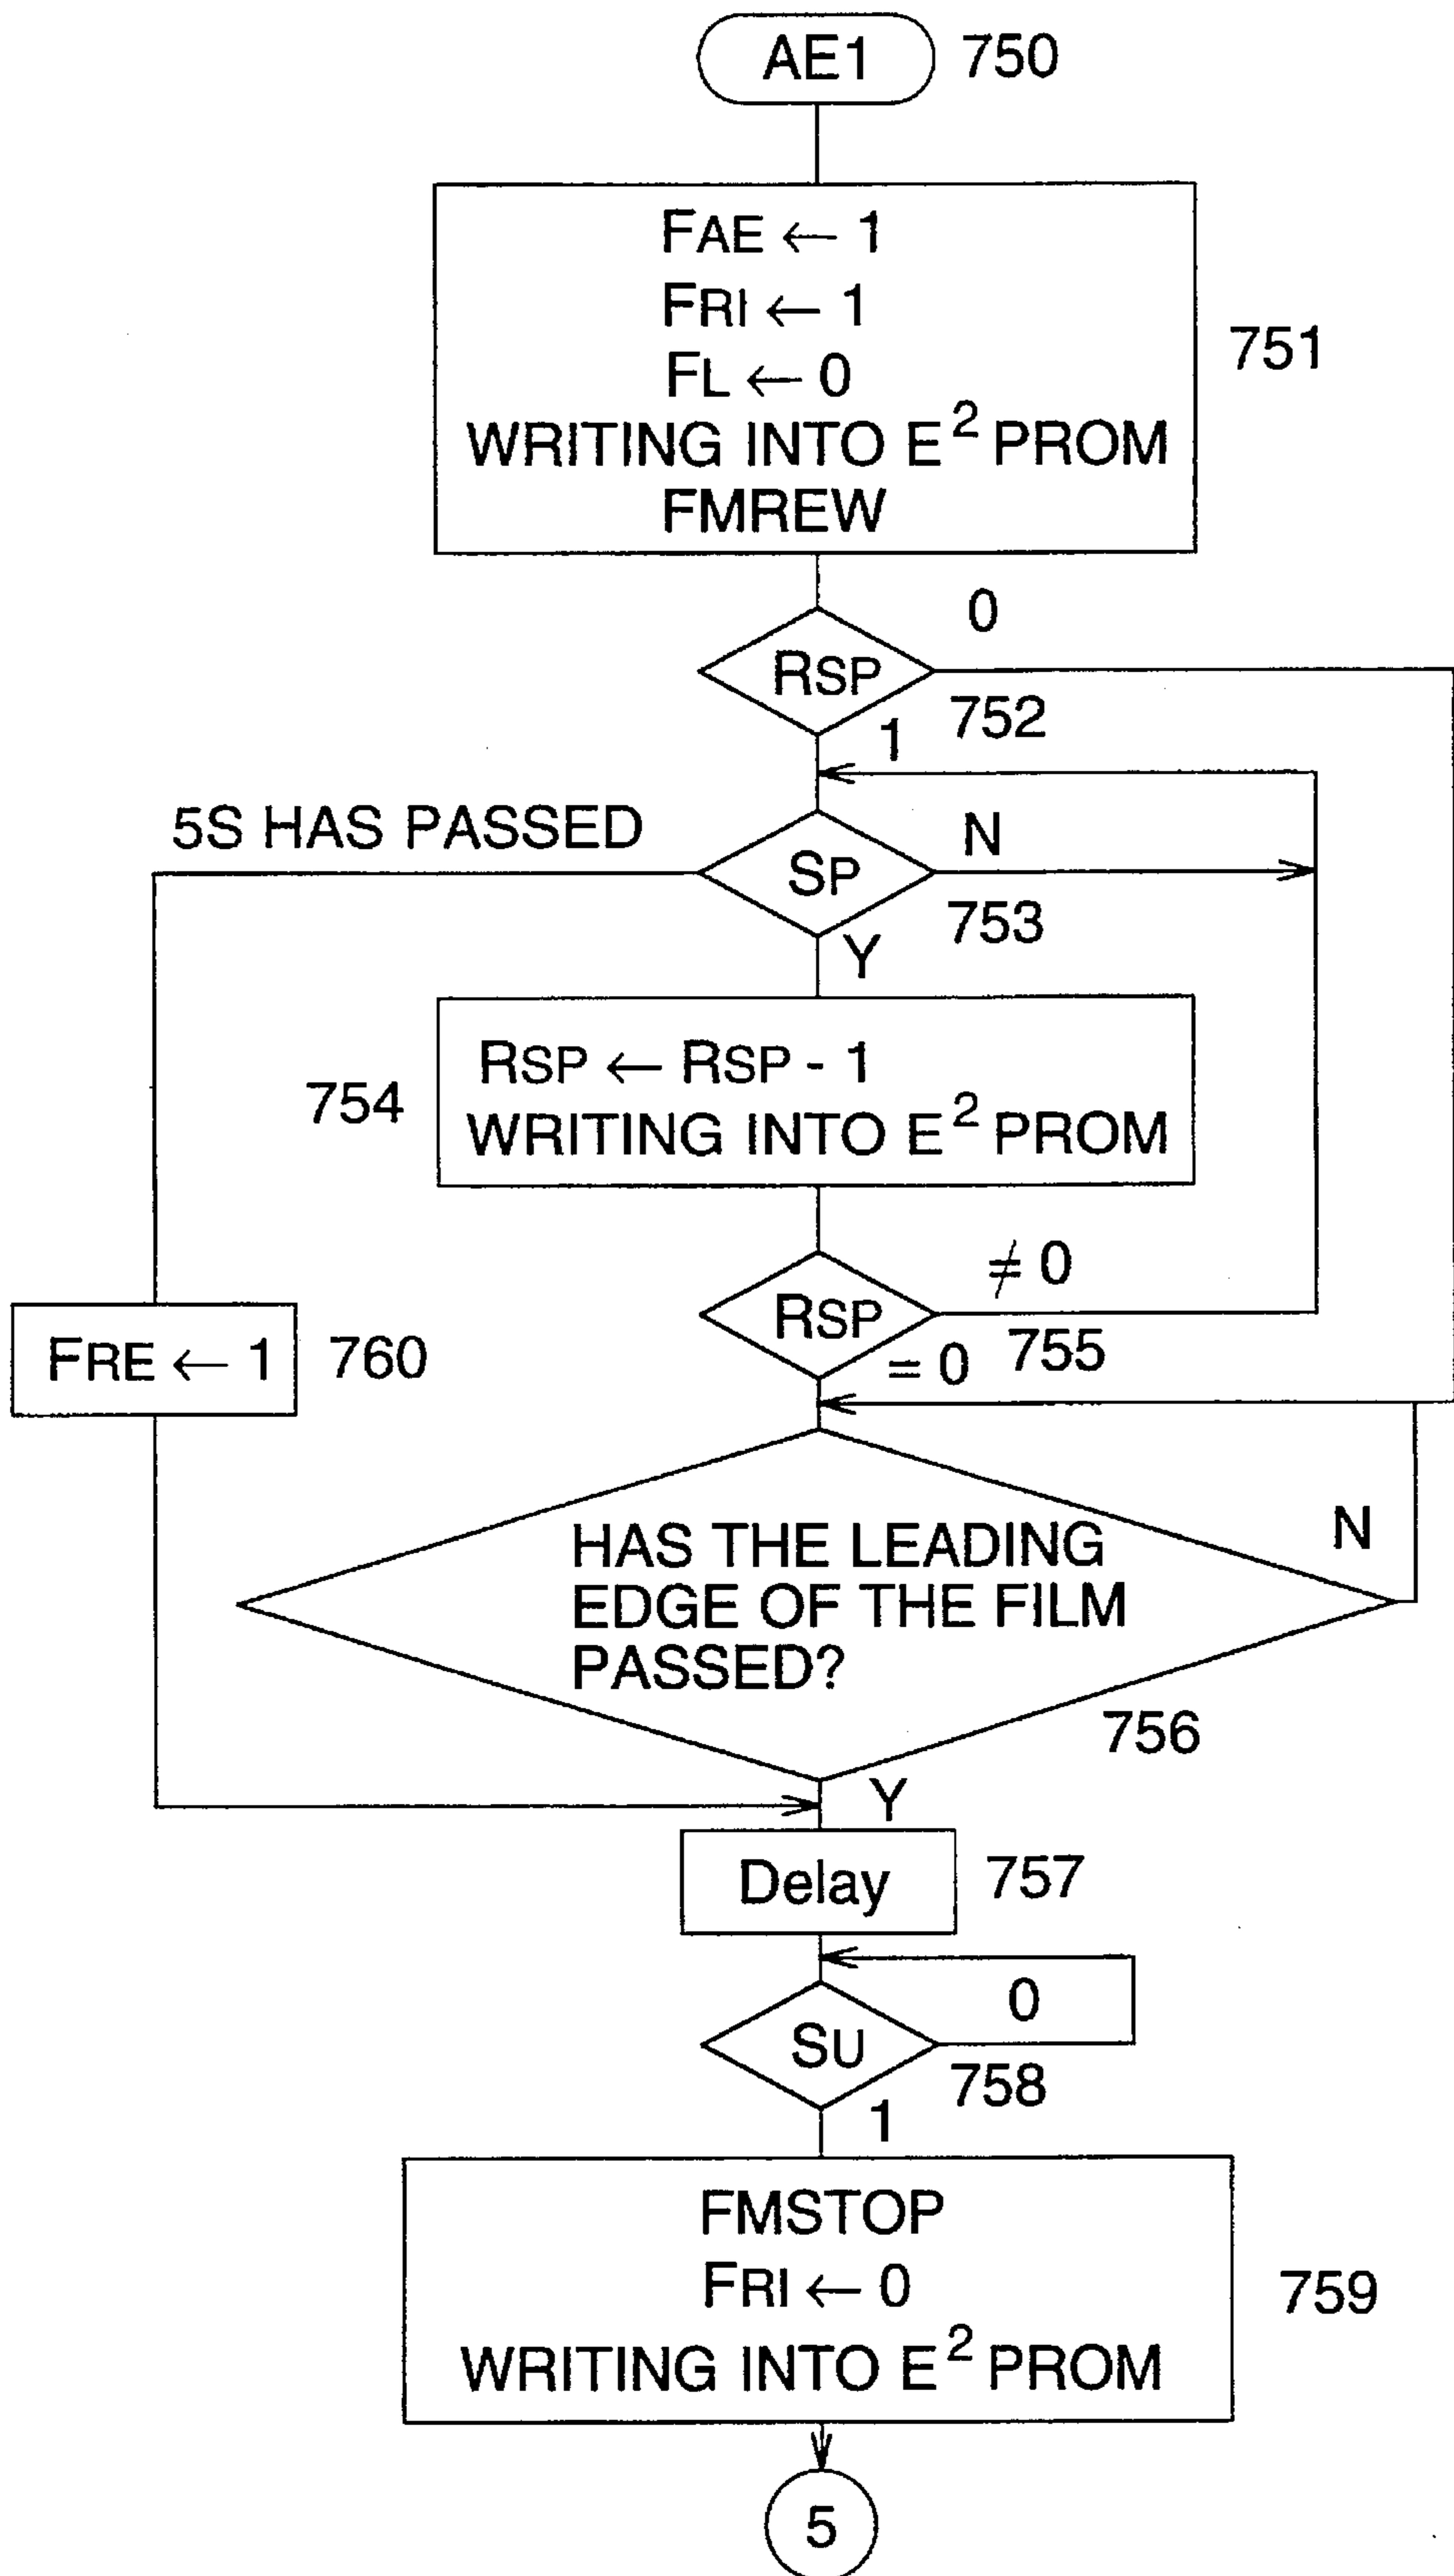 AE1 750
FAE ← 1
FRI ← 1
FL ← 0
WRITING INTO E² PROM
FMREW
751
0
RSP
752
1
5S HAS PASSED
SP
N
753
Y
RSP ← RSP - 1
WRITING INTO E² PROM
754
≠ 0
RSP
755
= 0
FRE ← 1 760
HAS THE LEADING
EDGE OF THE FILM
PASSED?
N
756
Y
Delay 757
0
SU
758
1
FMSTOP
FRI ← 0
WRITING INTO E² PROM
759
5